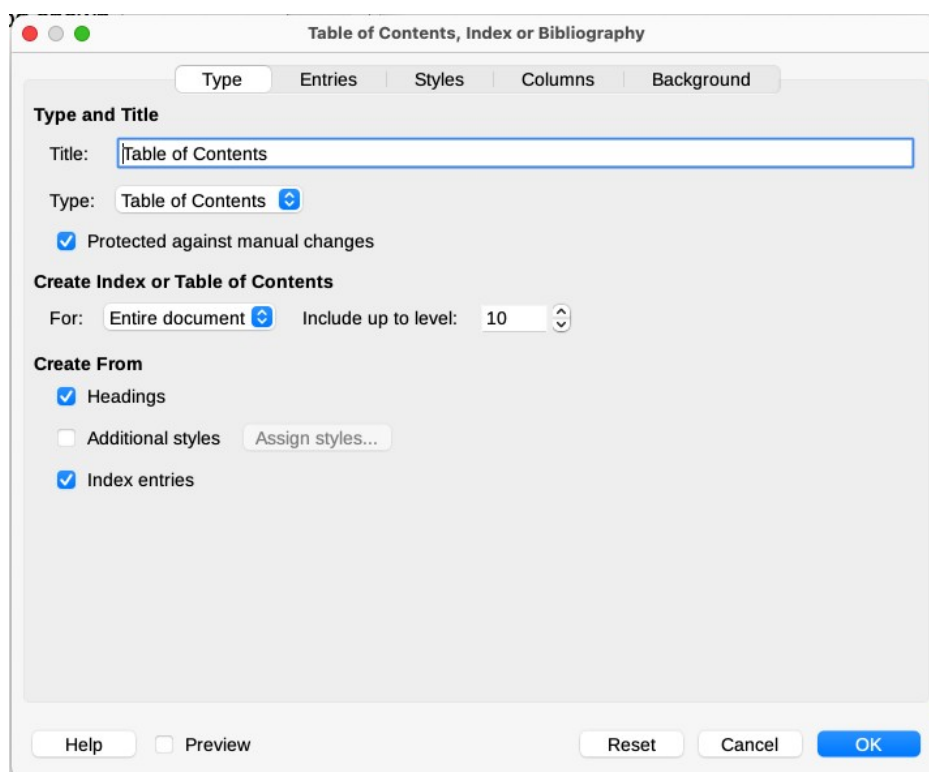 Table of Contents, Index or Bibliography
Type Entries Styles Columns Background
Type and Title
Title: Table of Contents
Type: Table of Contents
Protected against manual changes
Create Index or Table of Contents
For: Entire document Include up to level: 10
Create From
Headings
Additional styles Assign styles...
Index entries
Help Preview Reset Cancel OK